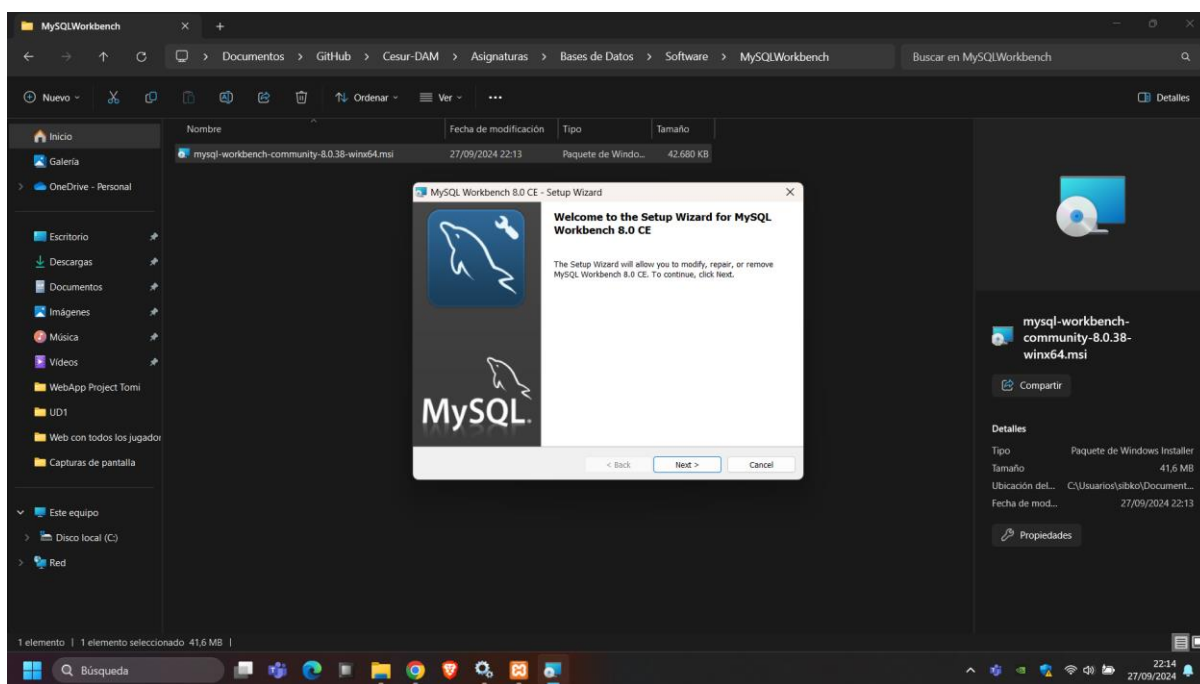 MySQLWorkbench
Documentos > GitHub > Cesur-DAM > Asignaturas > Bases de Datos > Software > MySQLWorkbench
Buscar en MySQLWorkbench
Nuevo
Ordenar
Ver
Detalles
Inicio
Galería
OneDrive - Personal
Escritorio
Descargas
Documentos
Imágenes
Música
Vídeos
WebApp Project Tomi
UD1
Web con todos los jugador
Capturas de pantalla
Este equipo
Disco local (C:)
Red
Nombre Fecha de modificación Tipo Tamaño
mysql-workbench-community-8.0.38-winx64.msi 27/09/2024 22:13 Paquete de Windo... 42.680 KB
MySQL Workbench 8.0 CE - Setup Wizard
Welcome to the Setup Wizard for MySQL
Workbench 8.0 CE
The Setup Wizard will allow you to modify, repair, or remove
MySQL Workbench 8.0 CE. To continue, click Next.
MySQL.
< Back Next > Cancel
mysql-workbench-
community-8.0.38-
winx64.msi
Compartir
Detalles
Tipo Paquete de Windows Installer
Tamaño 41,6 MB
Ubicación del... C:\Usuarios\sibko\Document...
Fecha de mod... 27/09/2024 22:13
Propiedades
1 elemento | 1 elemento seleccionado 41,6 MB |
Búsqueda
22:14
27/09/2024